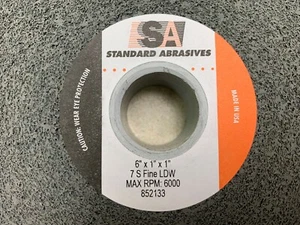 SA
STANDARD ABRASIVES
CAUTION: WEAR EYE PROTECTION
MADE IN USA
6" x 1" x 1"
7 S Fine LDW
MAX RPM: 6000
852133